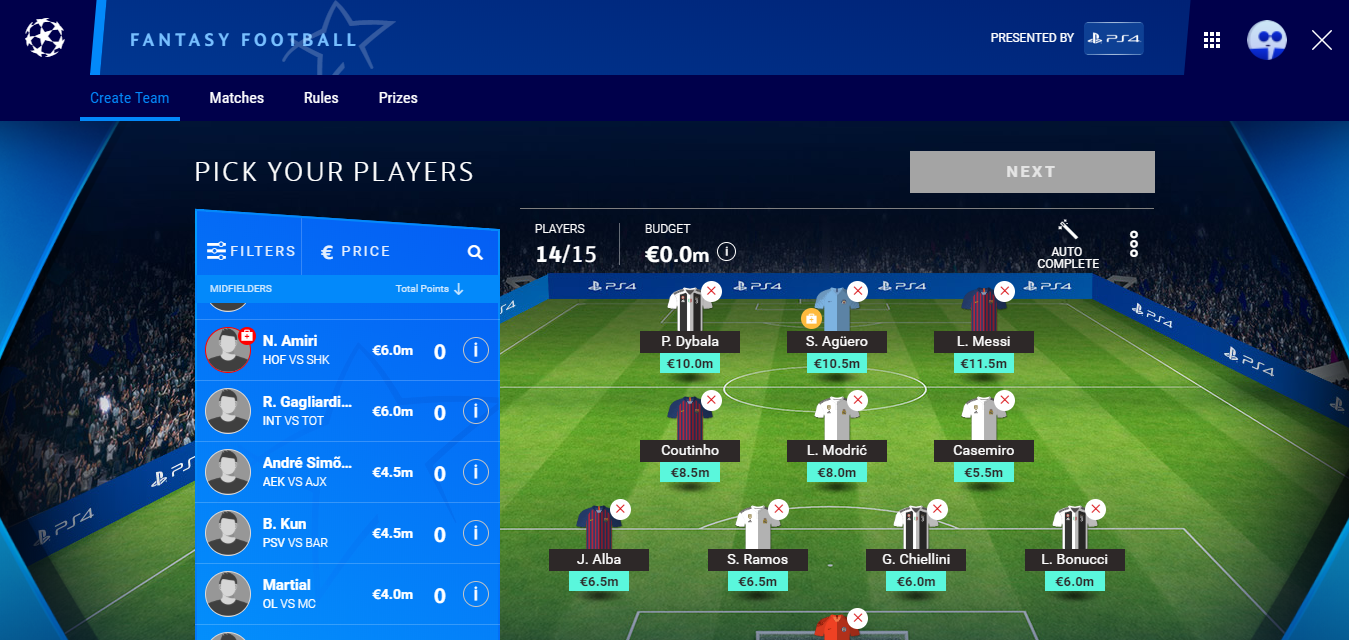 FANTASY FOOTBALL
PRESENTED BY PS4
Create Team Matches Rules Prizes
PICK YOUR PLAYERS
NEXT
FILTERS € PRICE
PLAYERS
14/15
BUDGET
€0.0m i
AUTO
COMPLETE
MIDFIELDERS Total Points
N. Amiri
HOF VS SHK
€6.0m 0 i
R. Gagliardi...
INT VS TOT
€6.0m 0 i
André Simõ...
AEK VS AJX
€4.5m 0 i
B. Kun
PSV VS BAR
€4.5m 0 i
Martial
OL VS MC
€4.0m 0 i
PS4 PS4 PS4 PS4
PS4
PS4
PS4
PS4
P. Dybala
€10.0m
S. Agüero
€10.5m
L. Messi
€11.5m
Coutinho
€8.5m
L. Modrić
€8.0m
Casemiro
€5.5m
J. Alba
€6.5m
S. Ramos
€6.5m
-
G. Chiellini
€6.0m
L. Bonucci
€6.0m